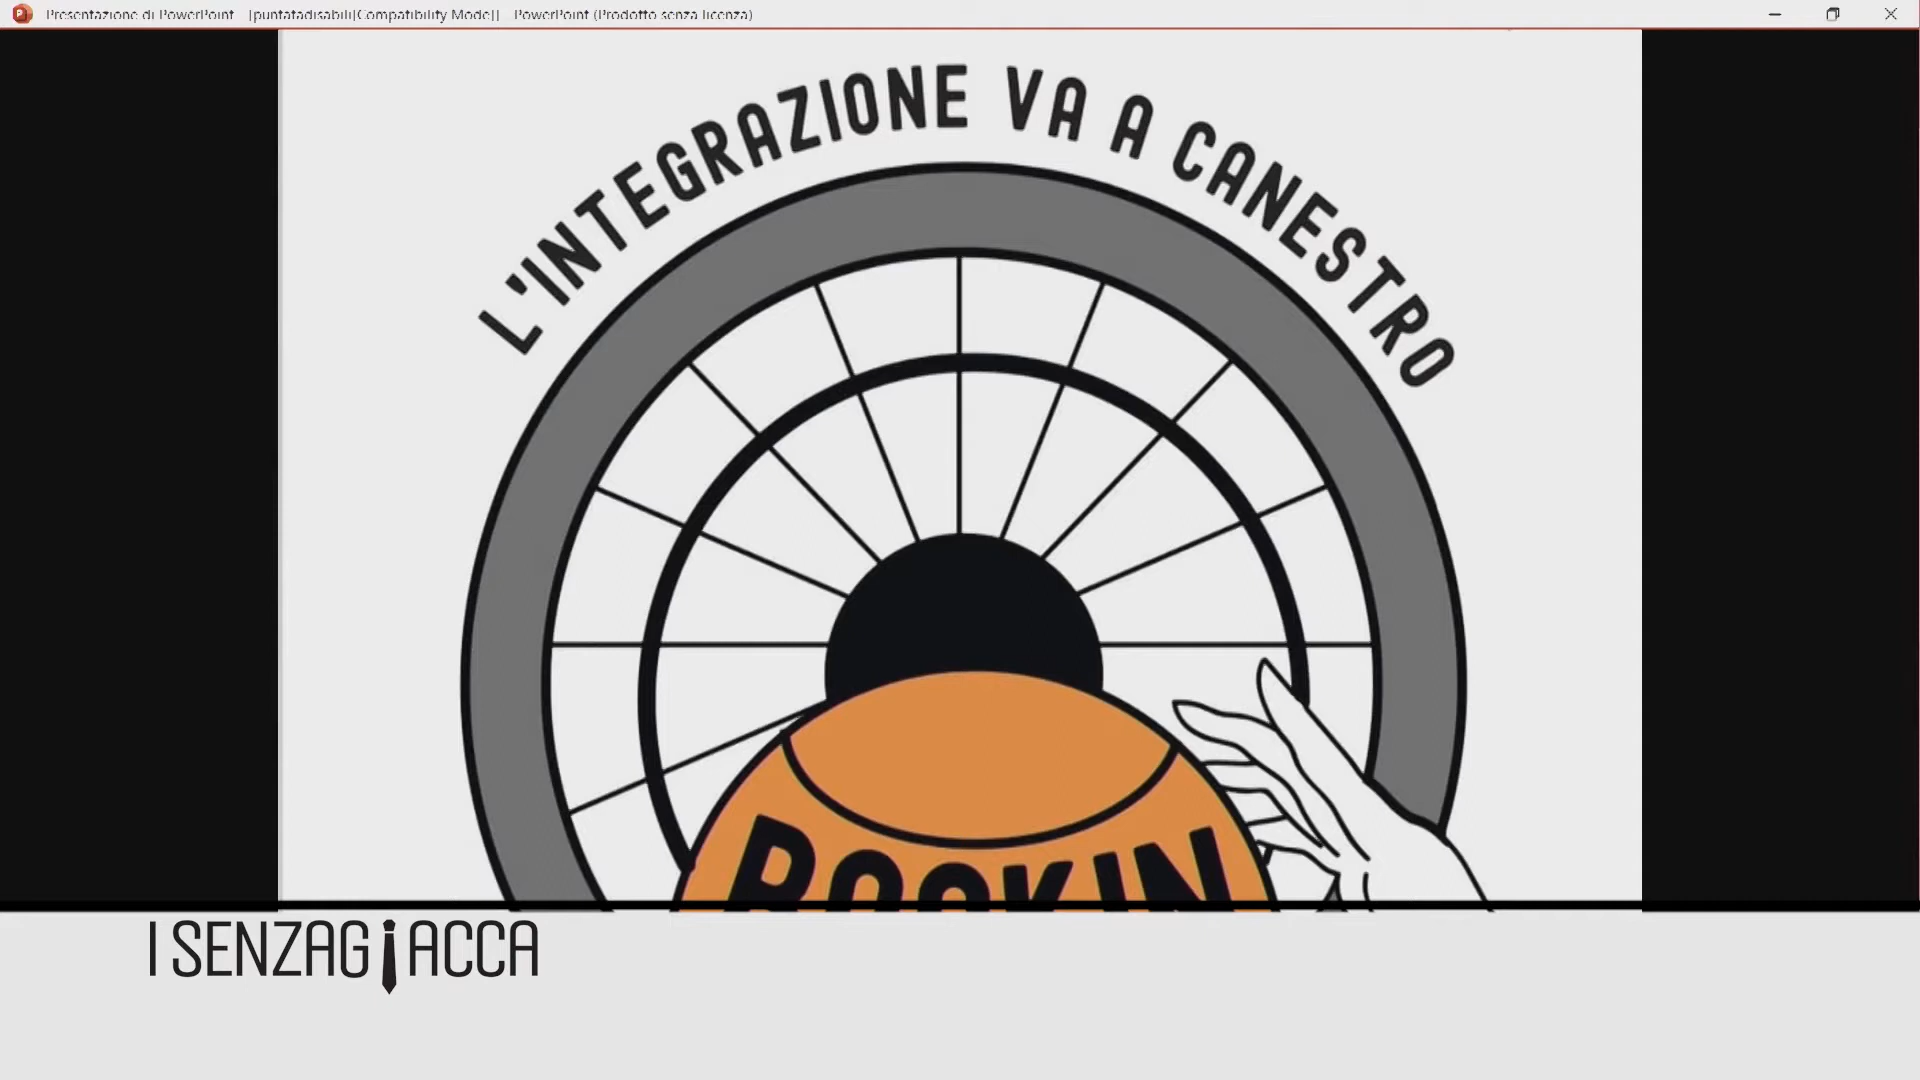 Presentazione di PowerPoint - [puntatadisabili[Compatibility Mode]] - PowerPoint (Prodotto senza licenza)
L'INTEGRAZIONE VA A CANESTRO
I SENZAGIACCA